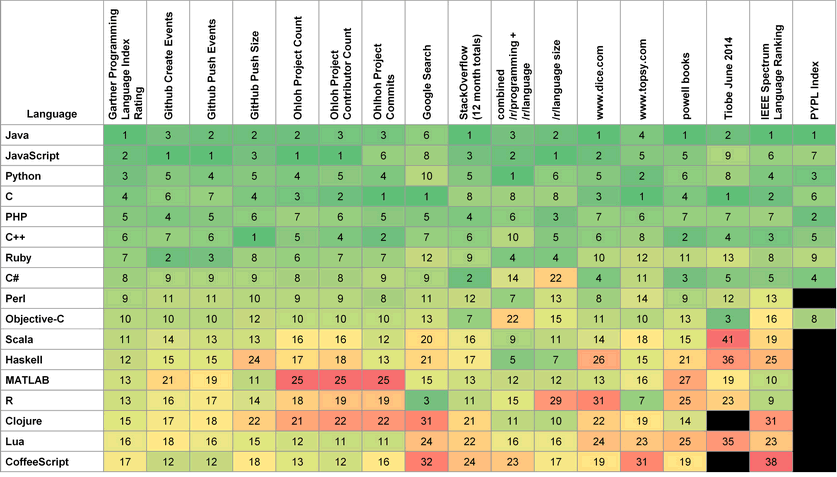 Language Gartner Programming Language Index Rating Github Create Events Github Push Events GitHub Push Size Ohloh Project Count Ohloh Project Contributor Count Ohlhoh Project Commits Google Search StackOverflow (12 month totals) combined /r/programming + /r/language /r/language size www.dice.com www.topsy.com powell books Tiobe June 2014 IEEE Spectrum Language Ranking PYPL Index
Java 1 3 2 2 2 3 3 6 1 3 2 1 4 1 2 1 1
JavaScript 2 1 1 3 1 1 6 8 3 2 1 2 5 5 9 6 7
Python 3 5 4 5 4 5 4 10 5 1 6 5 2 6 8 4 3
C 4 6 7 4 3 2 1 1 8 8 8 3 1 4 1 2 6
PHP 5 4 5 6 7 6 5 5 4 6 3 7 6 7 7 7 2
C++ 6 7 6 1 5 4 2 7 6 10 5 6 8 2 4 3 5
Ruby 7 2 3 8 6 7 7 12 9 4 4 10 12 11 13 8 9
C# 8 9 9 9 8 8 9 9 2 14 22 4 11 3 5 5 4
Perl 9 11 11 10 9 9 8 11 12 7 13 8 14 9 12 13
Objective-C 10 10 10 12 10 10 10 13 7 22 15 11 10 13 3 16 8
Scala 11 14 13 13 16 16 12 20 16 9 11 14 18 15 41 19
Haskell 12 15 15 24 17 18 13 21 17 5 7 26 15 21 36 25
MATLAB 13 21 19 11 25 25 25 15 13 12 12 13 16 27 19 10
R 13 16 17 14 18 19 19 3 11 15 29 31 7 25 23 9
Clojure 15 17 18 22 21 22 22 31 21 11 10 22 19 14 31
Lua 16 18 16 15 12 11 11 24 22 16 16 24 23 25 35 23
CoffeeScript 17 12 12 18 13 12 16 32 24 23 17 19 31 19 38